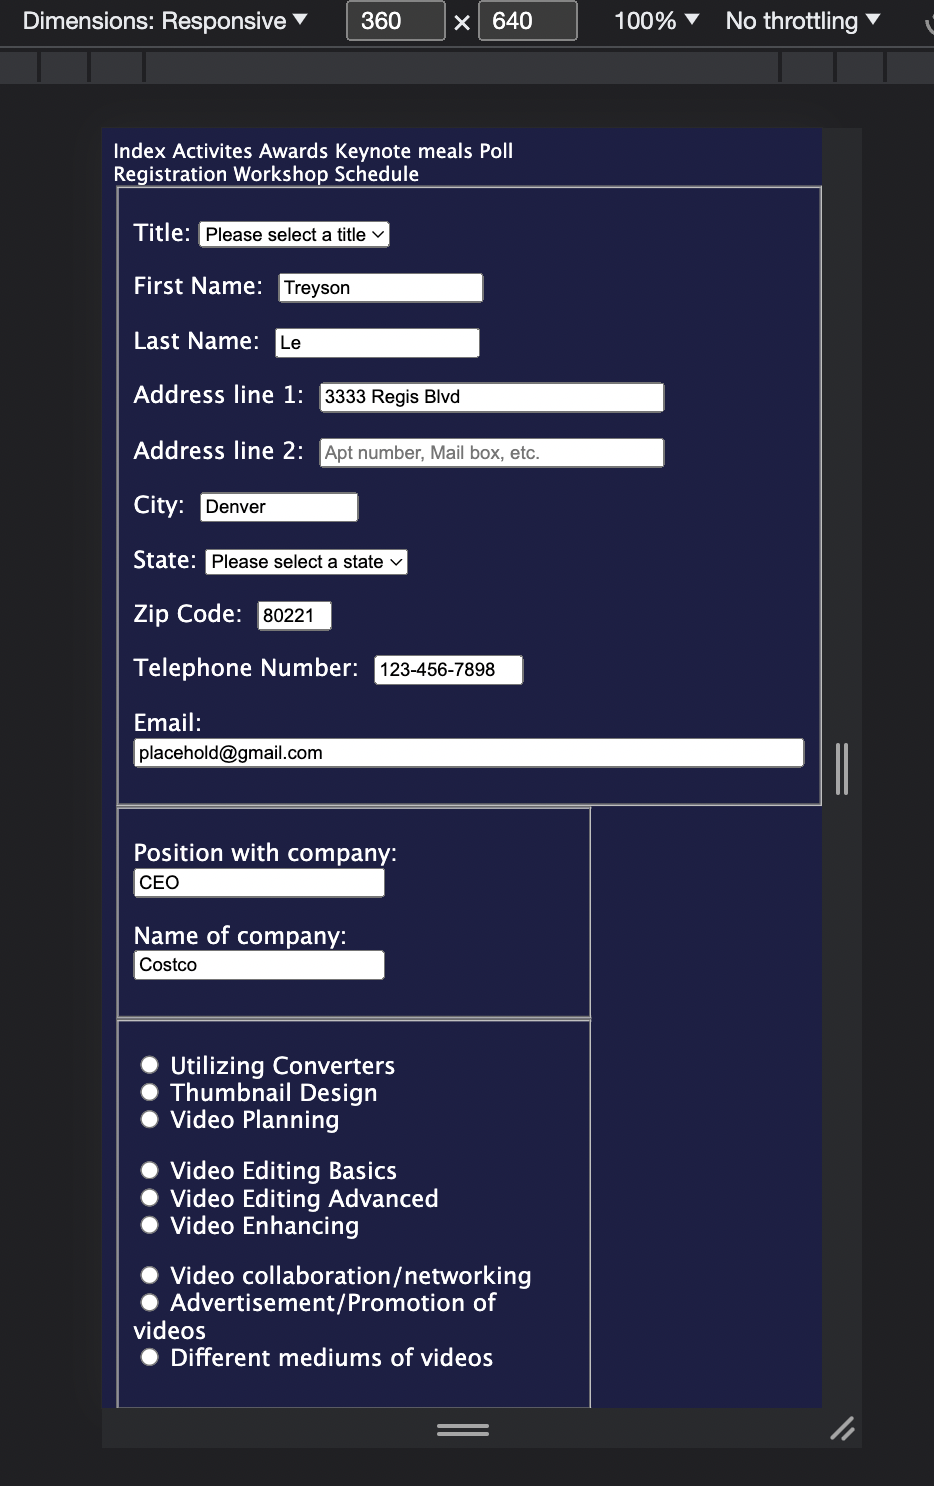 Dimensions: Responsive 360 × 640 100% No throttling
Index Activites Awards Keynote meals Poll
Registration Workshop Schedule
Title: Please select a title
First Name: Treyson
Last Name: Le
Address line 1: 3333 Regis Blvd
Address line 2: Apt number, Mail box, etc.
City: Denver
State: Please select a state
Zip Code: 80221
Telephone Number: 123-456-7898
Email:
placehold@gmail.com
Position with company:
CEO
Name of company:
Costco
Utilizing Converters
Thumbnail Design
Video Planning
Video Editing Basics
Video Editing Advanced
Video Enhancing
Video collaboration/networking
Advertisement/Promotion of
videos
Different mediums of videos